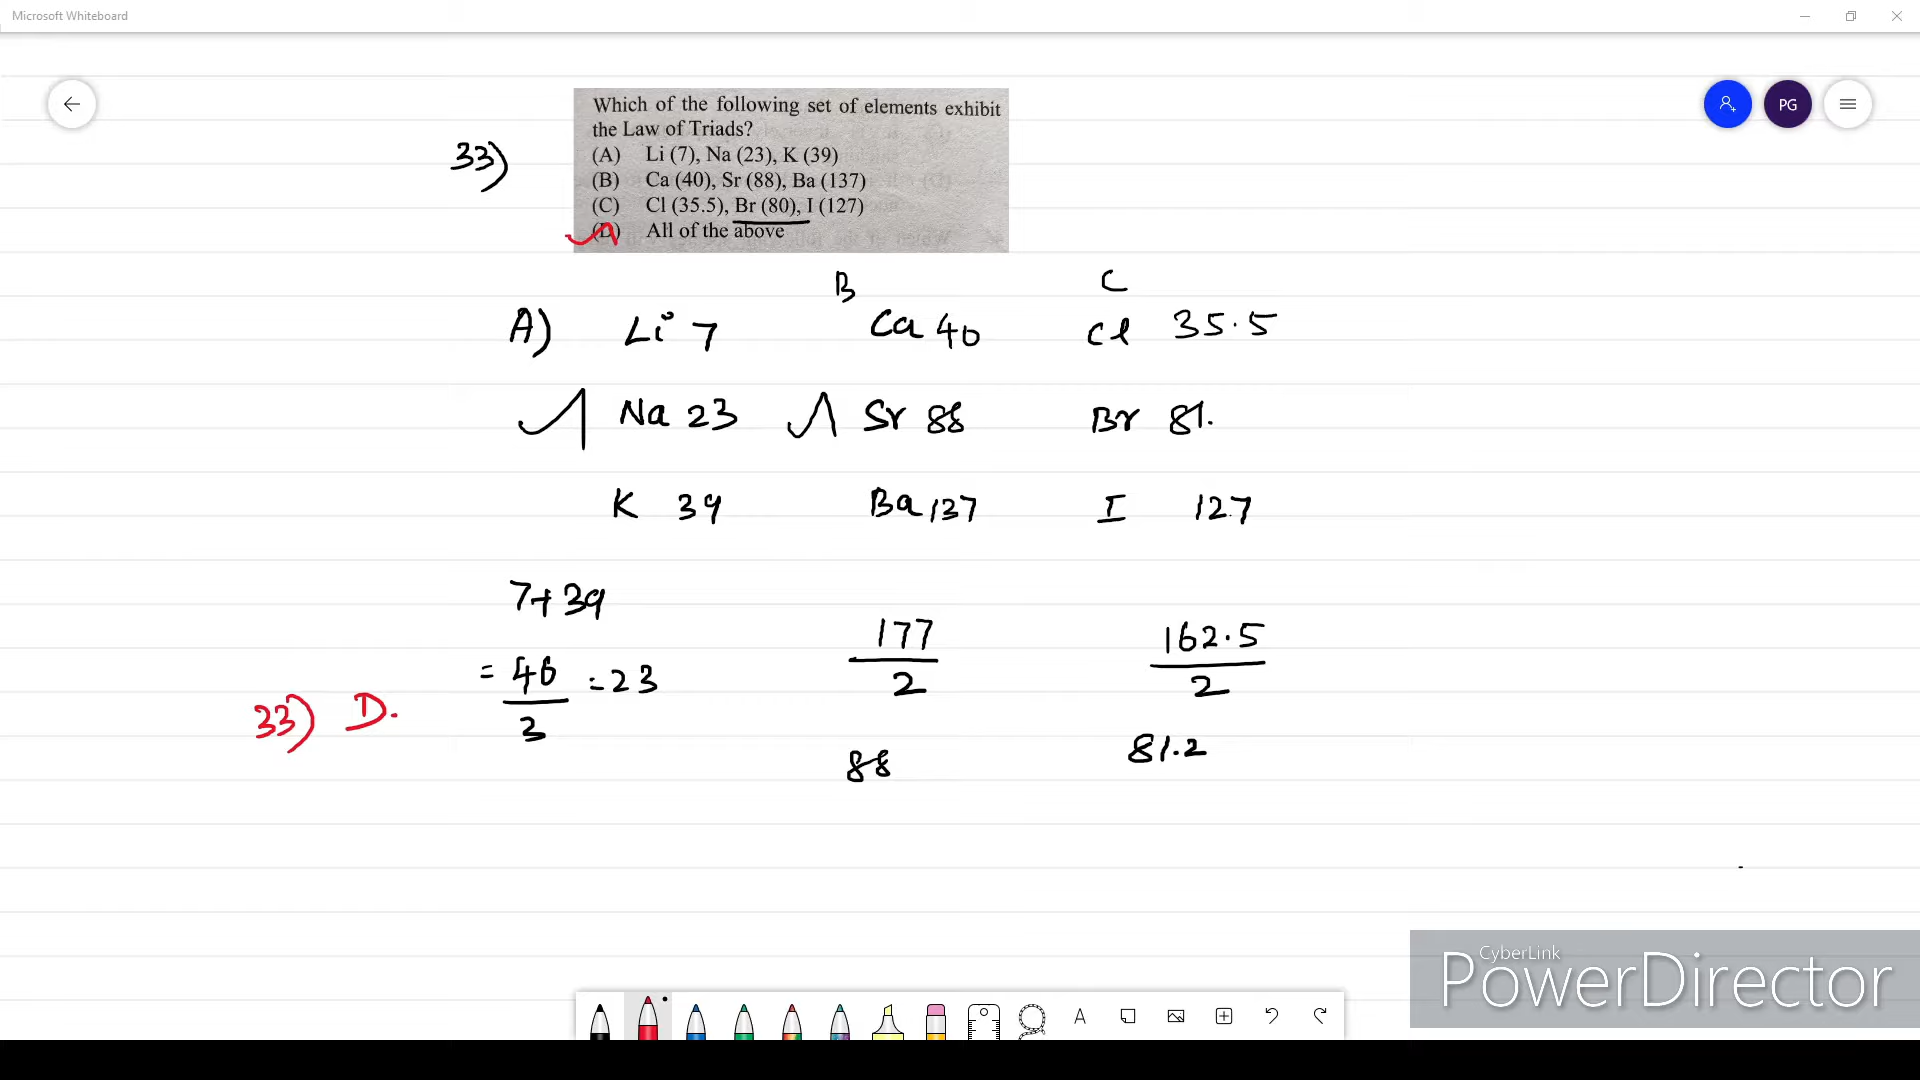 Microsoft Whiteboard
PG
33)
Which of the following set of elements exhibit
the Law of Triads?
(A) Li (7), Na (23), K (39)
(B) Ca (40), Sr (88), Ba (137)
(C) Cl (35.5), Br (80), I (127)
(D) All of the above
B C
A) Li 7 Ca 40 Cl 35.5
Na 23 Sr 88 Br 81.
K 39 Ba 137 I 127
7+39
177 162.5
= 46 = 23
2 2
33) D.
3
88 81.2
CyberLink
PowerDirector
A